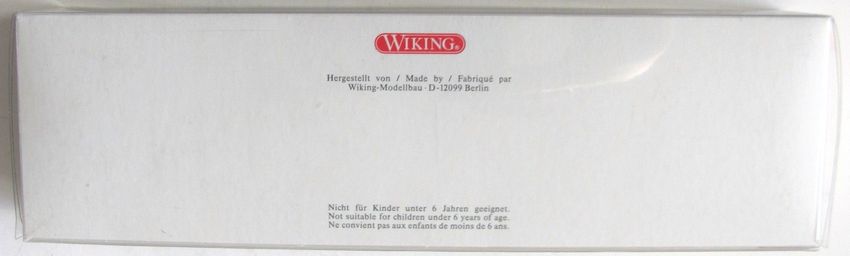 WIKING®
Hergestellt von / Made by / Fabriqué par
Wiking-Modellbau · D-12099 Berlin
Nicht für Kinder unter 6 Jahren geeignet.
Not suitable for children under 6 years of age.
Ne convient pas aux enfants de moins de 6 ans.